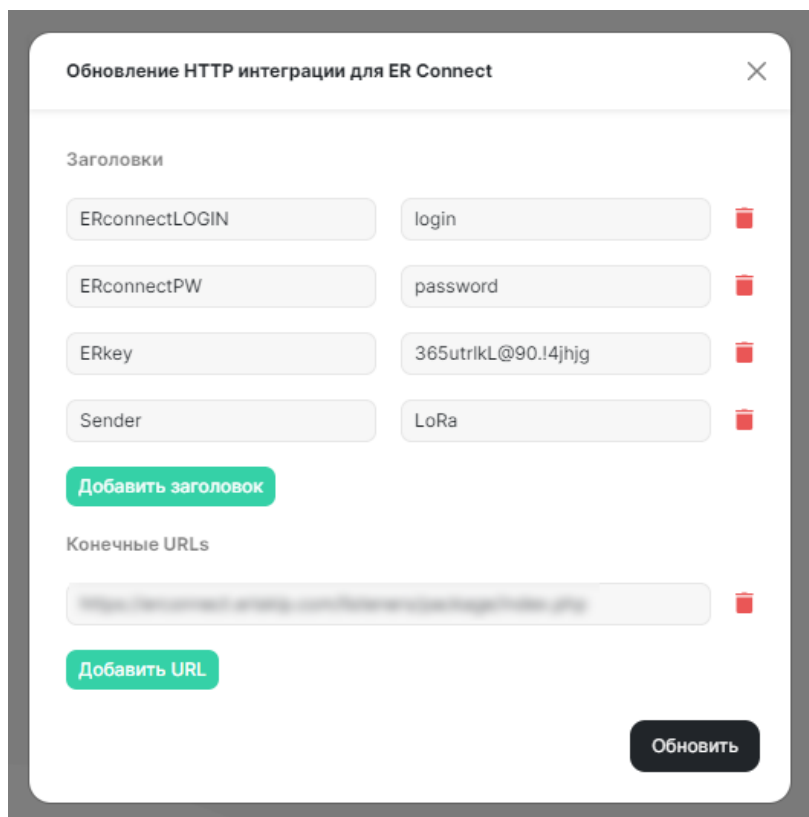 Обновление HTTP интеграции для ER Connect
Заголовки
ERconnectLOGIN login
ERconnectPW password
ERkey 365utrlkL@90.!4jhjg
Sender LoRa
Добавить заголовок
Конечные URLs
Добавить URL
Обновить